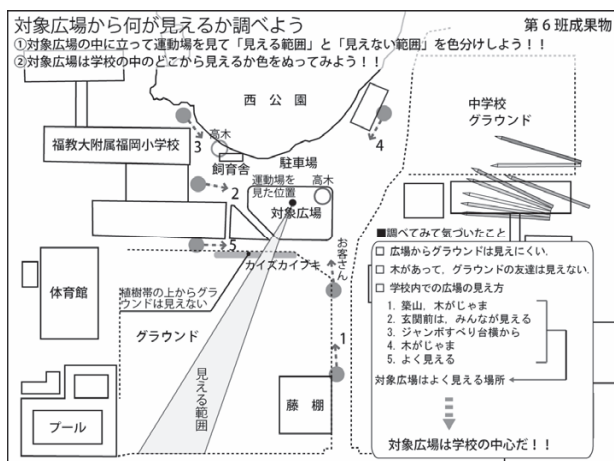 対象広場から何が見えるか調べよう
第6班成果物
①対象広場の中に立って運動場を見て「見える範囲」と「見えない範囲」を色分けしよう！！
②対象広場は学校の中のどこから見えるか色をぬってみよう！！
西公園
中学校
グラウンド
福教大附属福岡小学校
3
高木
飼育舎
駐車場
4
2
運動場を
見た位置
高木
対象広場
5
カイズカイブキ
お客さん
植樹帯の上からグラ
ウンドは見えない
体育館
グラウンド
見える範囲
1
藤棚
プール
■調べてみて気づいたこと
□ 広場からグラウンドは見えにくい．
□ 木があって，グラウンドの友達は見えない．
□ 学校内での広場の見え方
1. 築山，木がじゃま
2. 玄関前は，みんなが見える
3. ジャンボすべり台横から
4. 木がじゃま
5. よく見える
対象広場はよく見える場所
対象広場は学校の中心だ！！